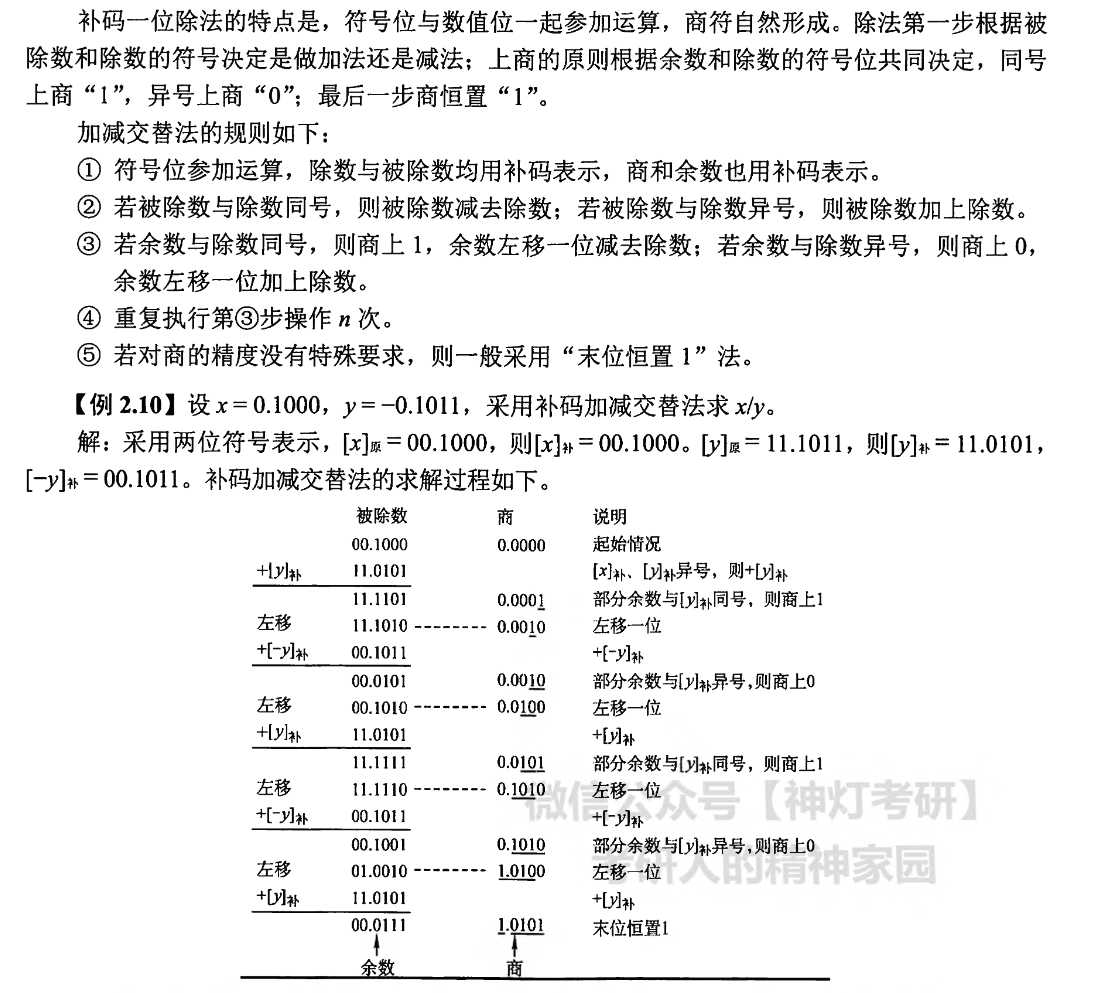 补码一位除法的特点是，符号位与数值位一起参加运算，商符自然形成。除法第一步根据被
除数和除数的符号决定是做加法还是减法；上商的原则根据余数和除数的符号位共同决定，同号
上商“1”，异号上商“0”；最后一步商恒置“1”。
加减交替法的规则如下：
① 符号位参加运算，除数与被除数均用补码表示，商和余数也用补码表示。
② 若被除数与除数同号，则被除数减去除数；若被除数与除数异号，则被除数加上除数。
③ 若余数与除数同号，则商上 1，余数左移一位减去除数；若余数与除数异号，则商上 0，
余数左移一位加上除数。
④ 重复执行第③步操作 n 次。
⑤ 若对商的精度没有特殊要求，则一般采用“末位恒置 1”法。
【例 2.10】设 x = 0.1000，y = −0.1011，采用补码加减交替法求 x/y。
解：采用两位符号表示，[x]原 = 00.1000，则[x]补 = 00.1000。[y]原 = 11.1011，则[y]补 = 11.0101，
[−y]补 = 00.1011。补码加减交替法的求解过程如下。
被除数 商 说明
00.1000 0.0000 起始情况
+[y]补 11.0101 [x]补、[y]补异号，则+[y]补
11.1101 0.0001 部分余数与[y]补同号，则商上1
左移 11.1010 -------- 0.0010 左移一位
+[−y]补 00.1011 +[−y]补
00.0101 0.0010 部分余数与[y]补异号,则商上0
左移 00.1010 -------- 0.0100 左移一位
+[y]补 11.0101 +[y]补
11.1111 0.0101 部分余数与[y]补同号，则商上1
左移 11.1110 -------- 0.1010 左移一位
+[−y]补 00.1011 +[−y]补
00.1001 0.1010 部分余数与[y]补异号,则商上0
左移 01.0010 -------- 1.0100 左移一位
+[y]补 11.0101 +[y]补
00.0111 1.0101 末位恒置1
余数 商
微信公众号【神灯考研】
考研人的精神家园